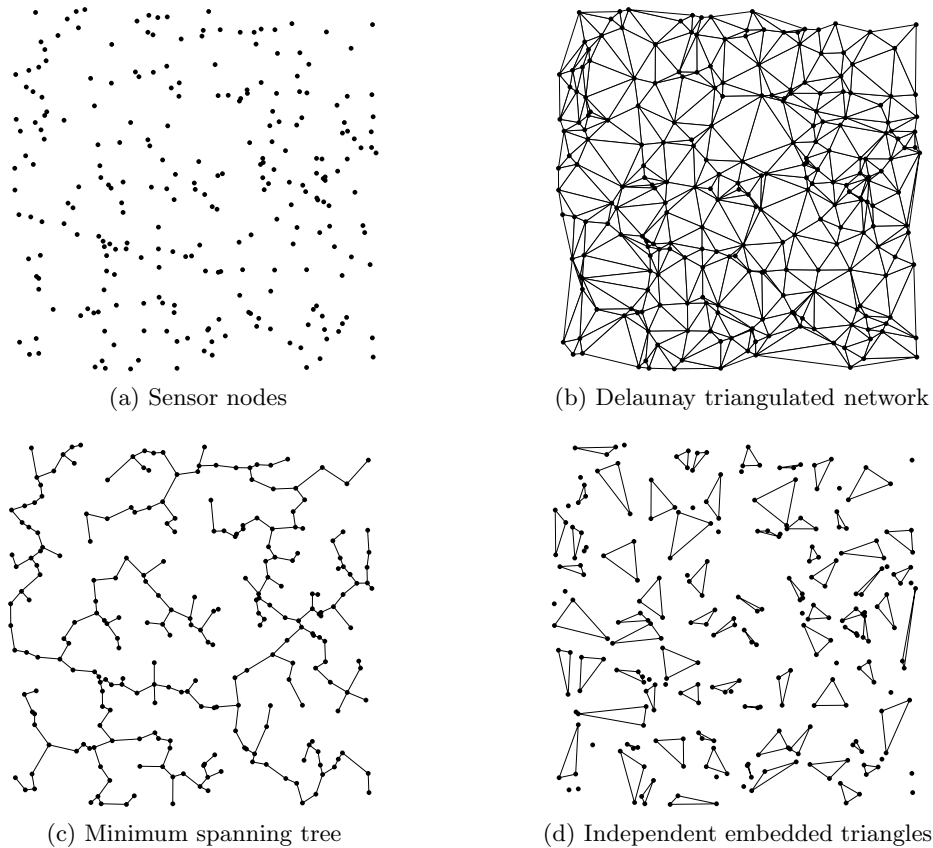 (a) Sensor nodes
(b) Delaunay triangulated network
(c) Minimum spanning tree
(d) Independent embedded triangles